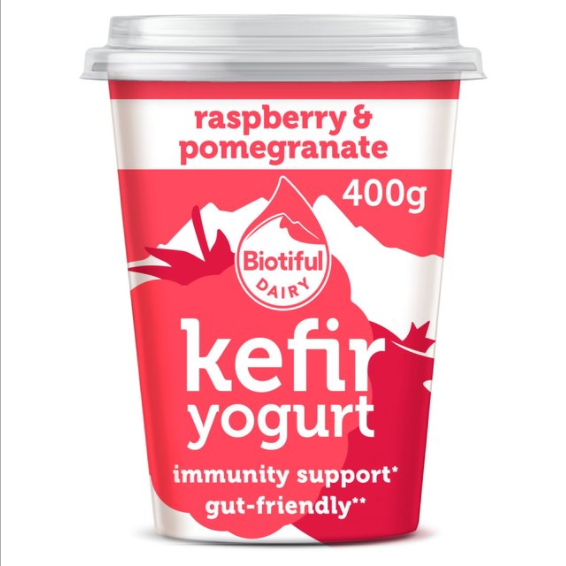 raspberry &
pomegranate
400g
Biotiful
DAIRY
kefir
yogurt
immunity support*
gut-friendly**